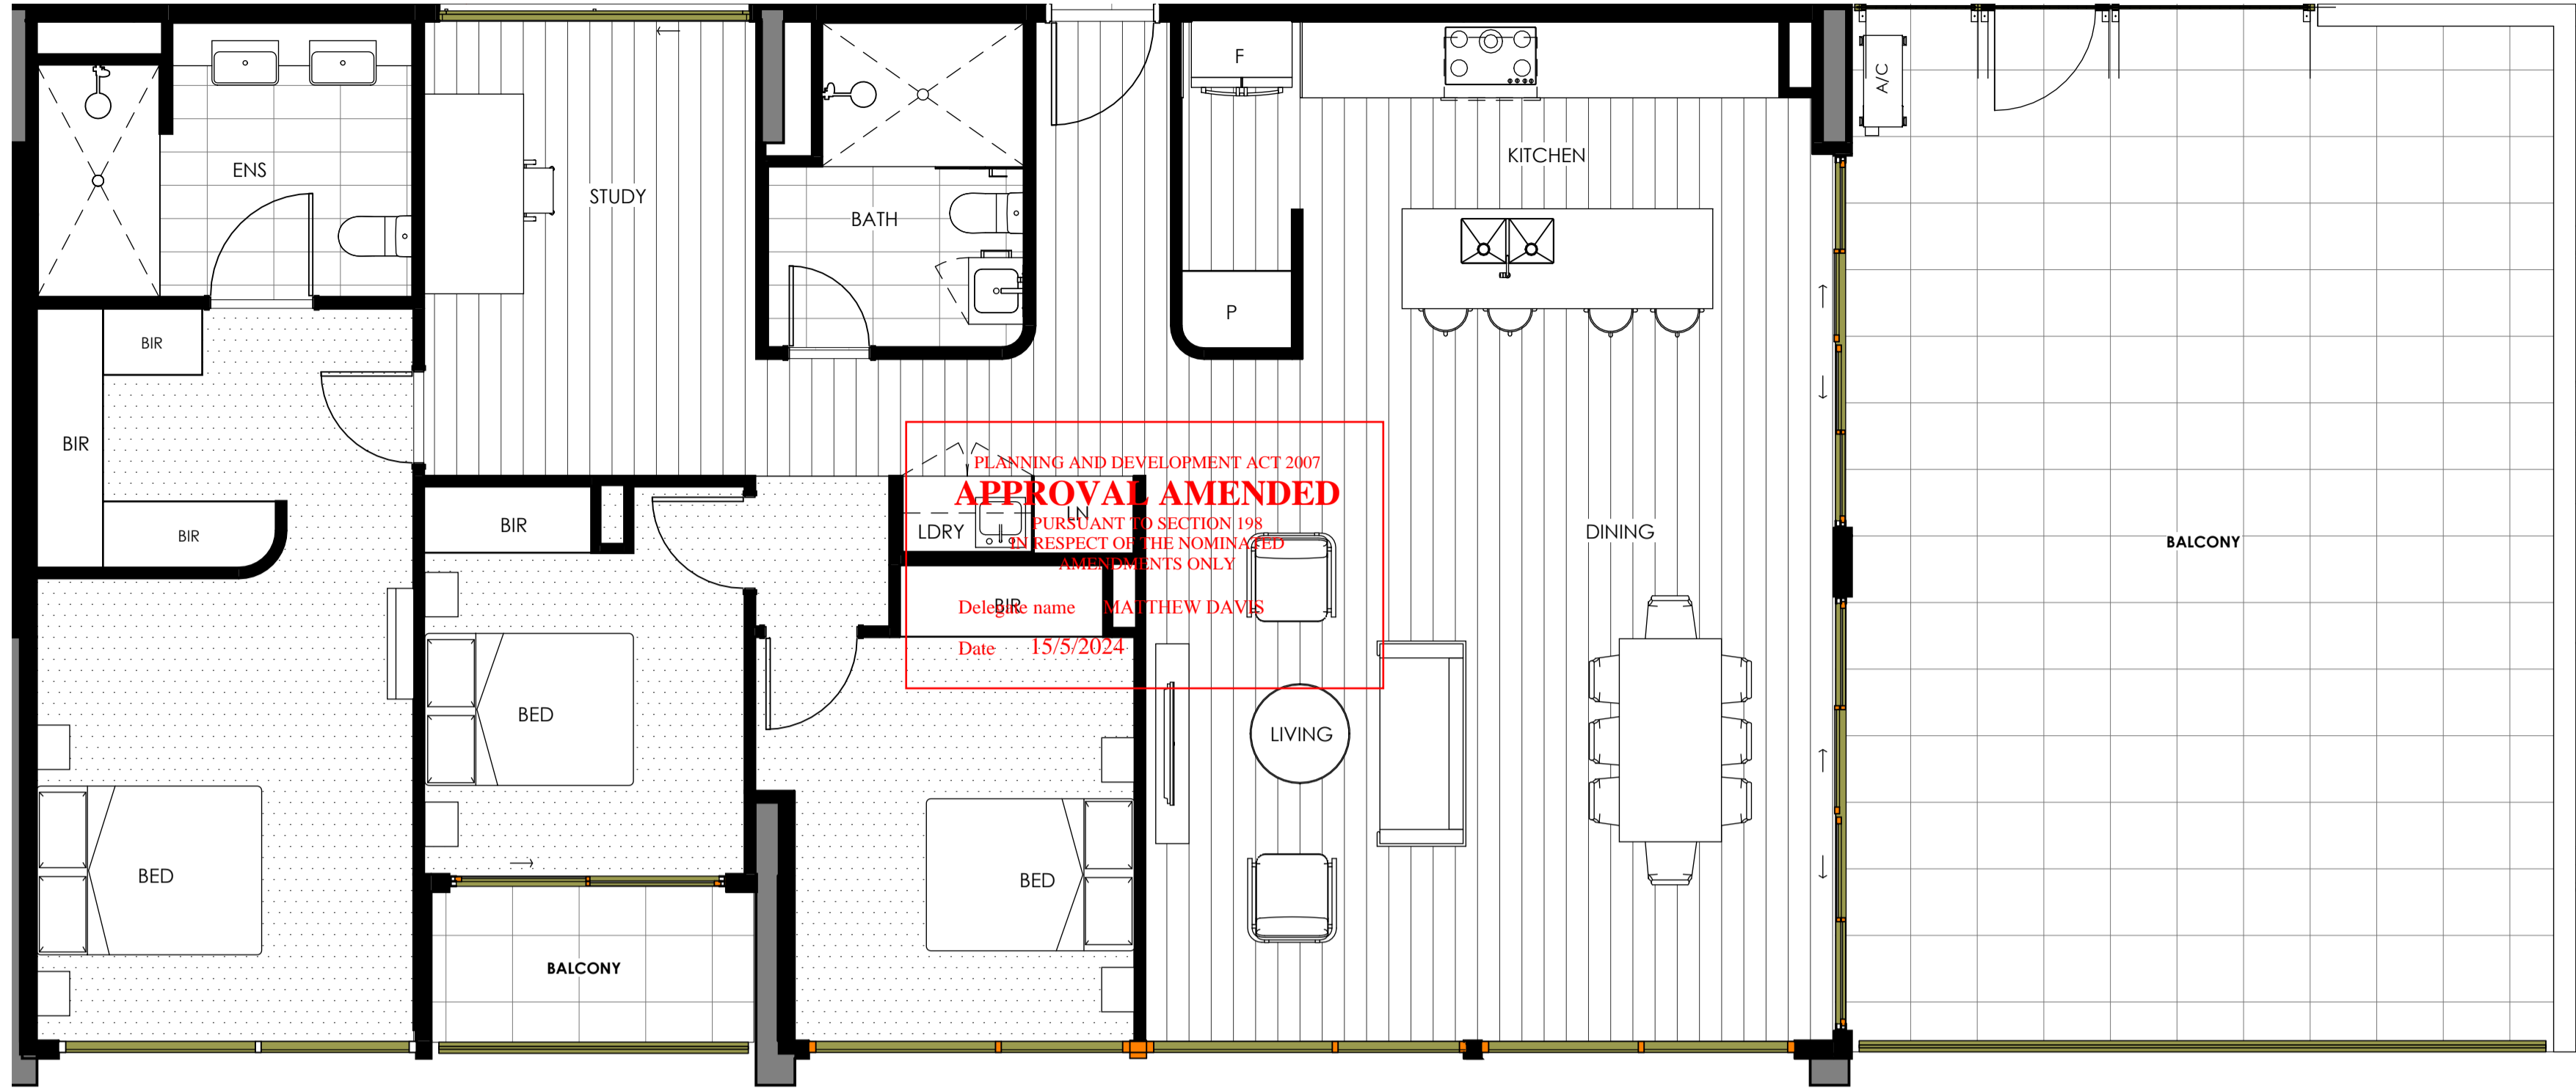 F
A/C
KITCHEN
ENS
STUDY
BATH
P
BIR
BIR
BIR
BIR
LDRY
LN
BIR
DINING
BALCONY
PLANNING AND DEVELOPMENT ACT 2007
APPROVAL AMENDED
PURSUANT TO SECTION 198
IN RESPECT OF THE NOMINATED
AMENDMENTS ONLY
Delegate name MATTHEW DAVIS
Date 15/5/2024
BED
LIVING
BED
BED
BALCONY